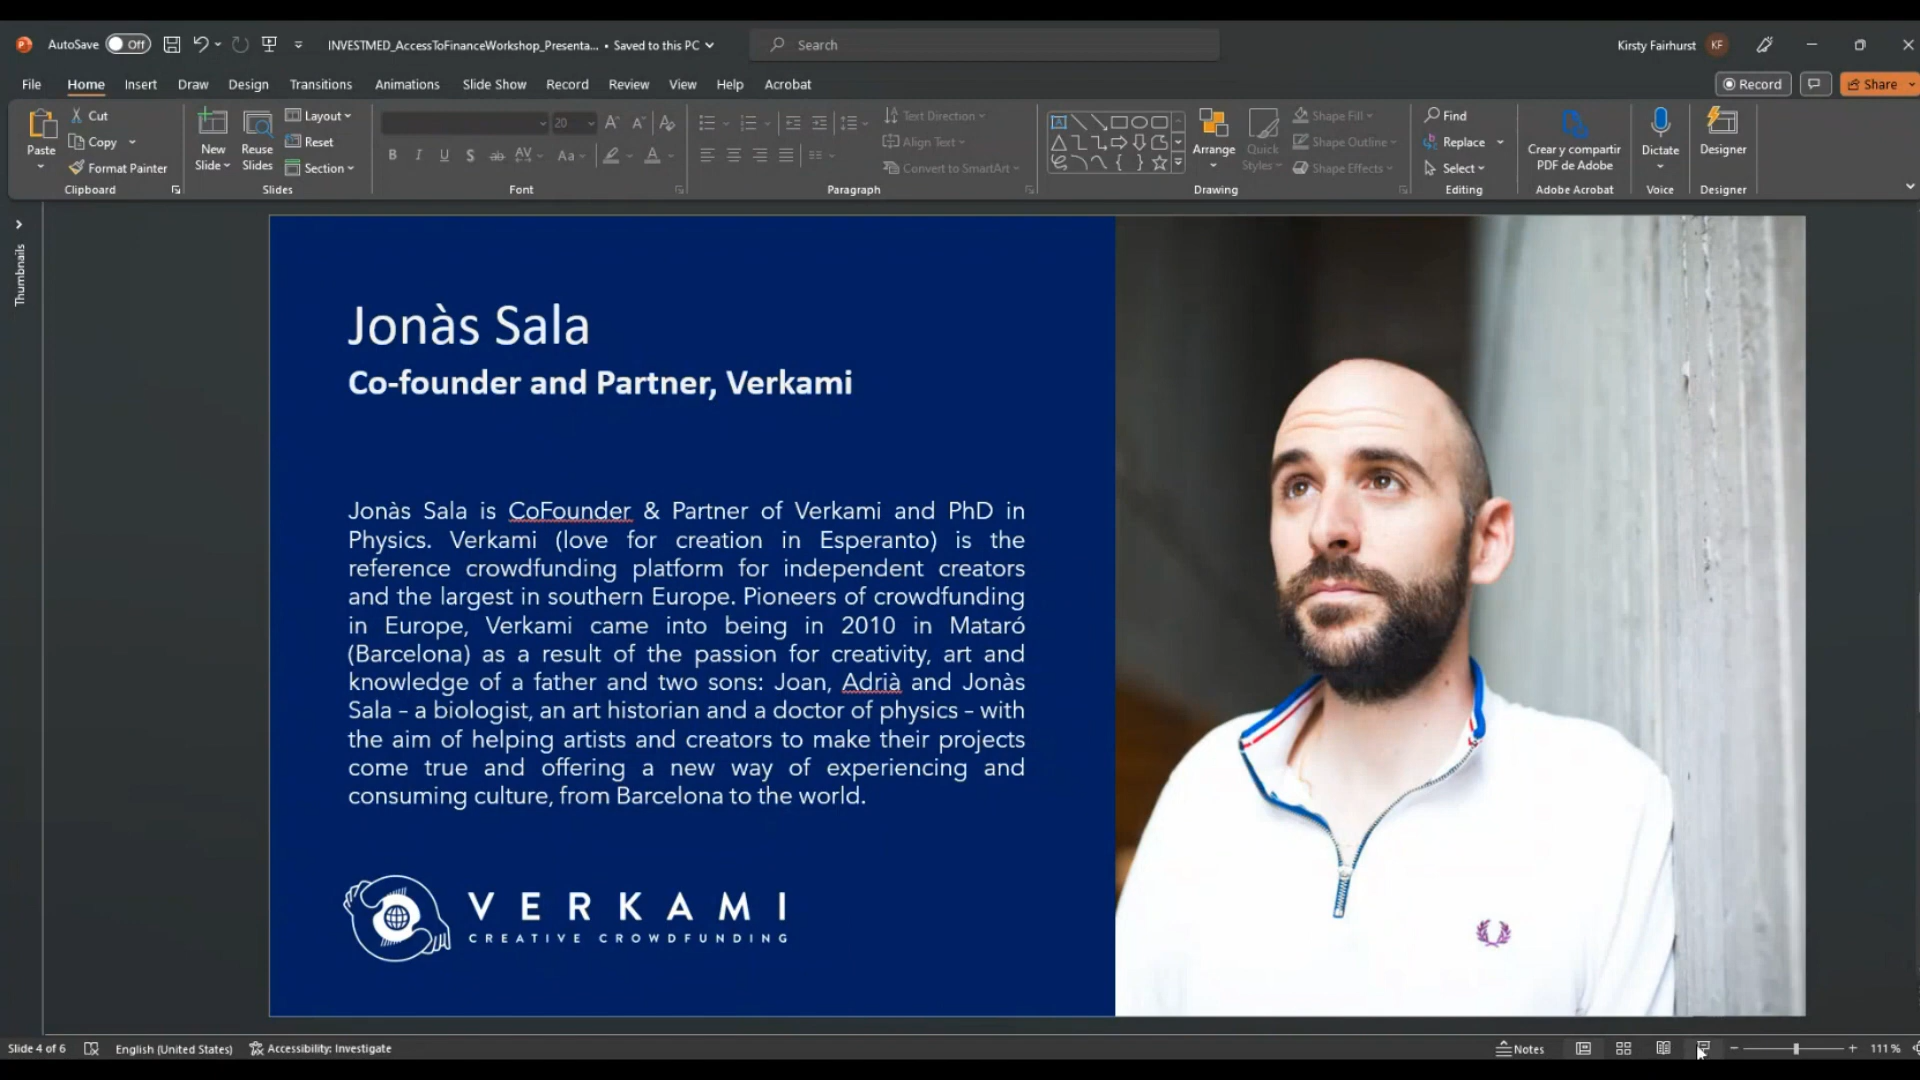 AutoSave Off
INVESTMED_AccessToFinanceWorkshop_Presenta... • Saved to this PC
Search
Kirsty Fairhurst KF
File Home Insert Draw Design Transitions Animations Slide Show Record Review View Help Acrobat
Record Share
Paste
Cut
Copy
Format Painter
Clipboard
New Slide
Reuse Slides
Layout
Reset
Section
Slides
20
B I U S ab AV Aa A
Font
Paragraph
Text Direction
Align Text
Convert to SmartArt
Arrange
Quick Styles
Shape Fill
Shape Outline
Shape Effects
Drawing
Find
Replace
Select
Editing
Crear y compartir PDF de Adobe
Adobe Acrobat
Dictate
Voice
Designer
Designer
Thumbnails
Jonàs Sala
Co-founder and Partner, Verkami
Jonàs Sala is CoFounder & Partner of Verkami and PhD in
Physics. Verkami (love for creation in Esperanto) is the
reference crowdfunding platform for independent creators
and the largest in southern Europe. Pioneers of crowdfunding
in Europe, Verkami came into being in 2010 in Mataró
(Barcelona) as a result of the passion for creativity, art and
knowledge of a father and two sons: Joan, Adrià and Jonàs
Sala – a biologist, an art historian and a doctor of physics – with
the aim of helping artists and creators to make their projects
come true and offering a new way of experiencing and
consuming culture, from Barcelona to the world.
VERKAMI
CREATIVE CROWDFUNDING
Slide 4 of 6 English (United States) Accessibility: Investigate
Notes 111%